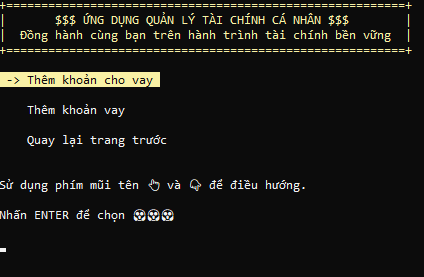 $$$ ỨNG DỤNG QUẢN LÝ TÀI CHÍNH CÁ NHÂN $$$
Đồng hành cùng bạn trên hành trình tài chính bền vững
-> Thêm khoản cho vay
Thêm khoản vay
Quay lại trang trước
Sử dụng phím mũi tên 👆 và 👇 để điều hướng.
Nhấn ENTER để chọn 💀💀💀